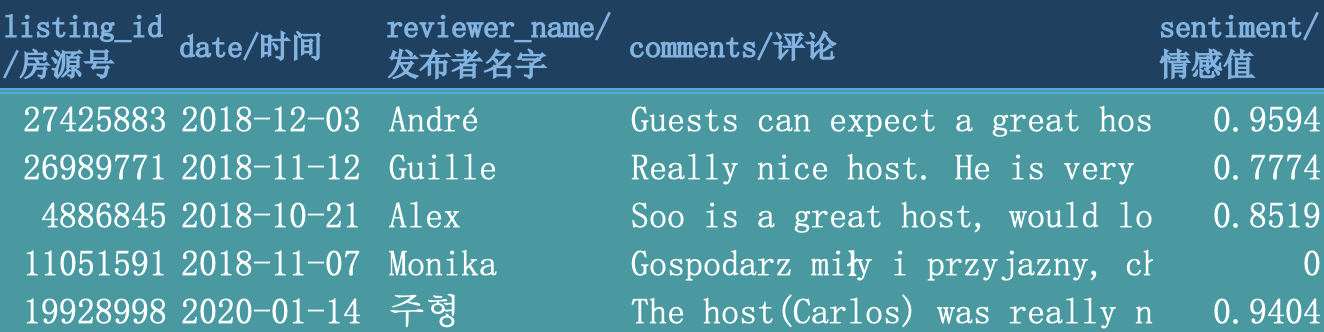 listing_id/房源号 date/时间 reviewer_name/发布者名字 comments/评论 sentiment/情感值
27425883 2018-12-03 André Guests can expect a great hos 0.9594
26989771 2018-11-12 Guille Really nice host. He is very 0.7774
4886845 2018-10-21 Alex Soo is a great host, would lo 0.8519
11051591 2018-11-07 Monika Gospodarz miły i przyjazny, ch 0
19928998 2020-01-14 주형 The host(Carlos) was really n 0.9404